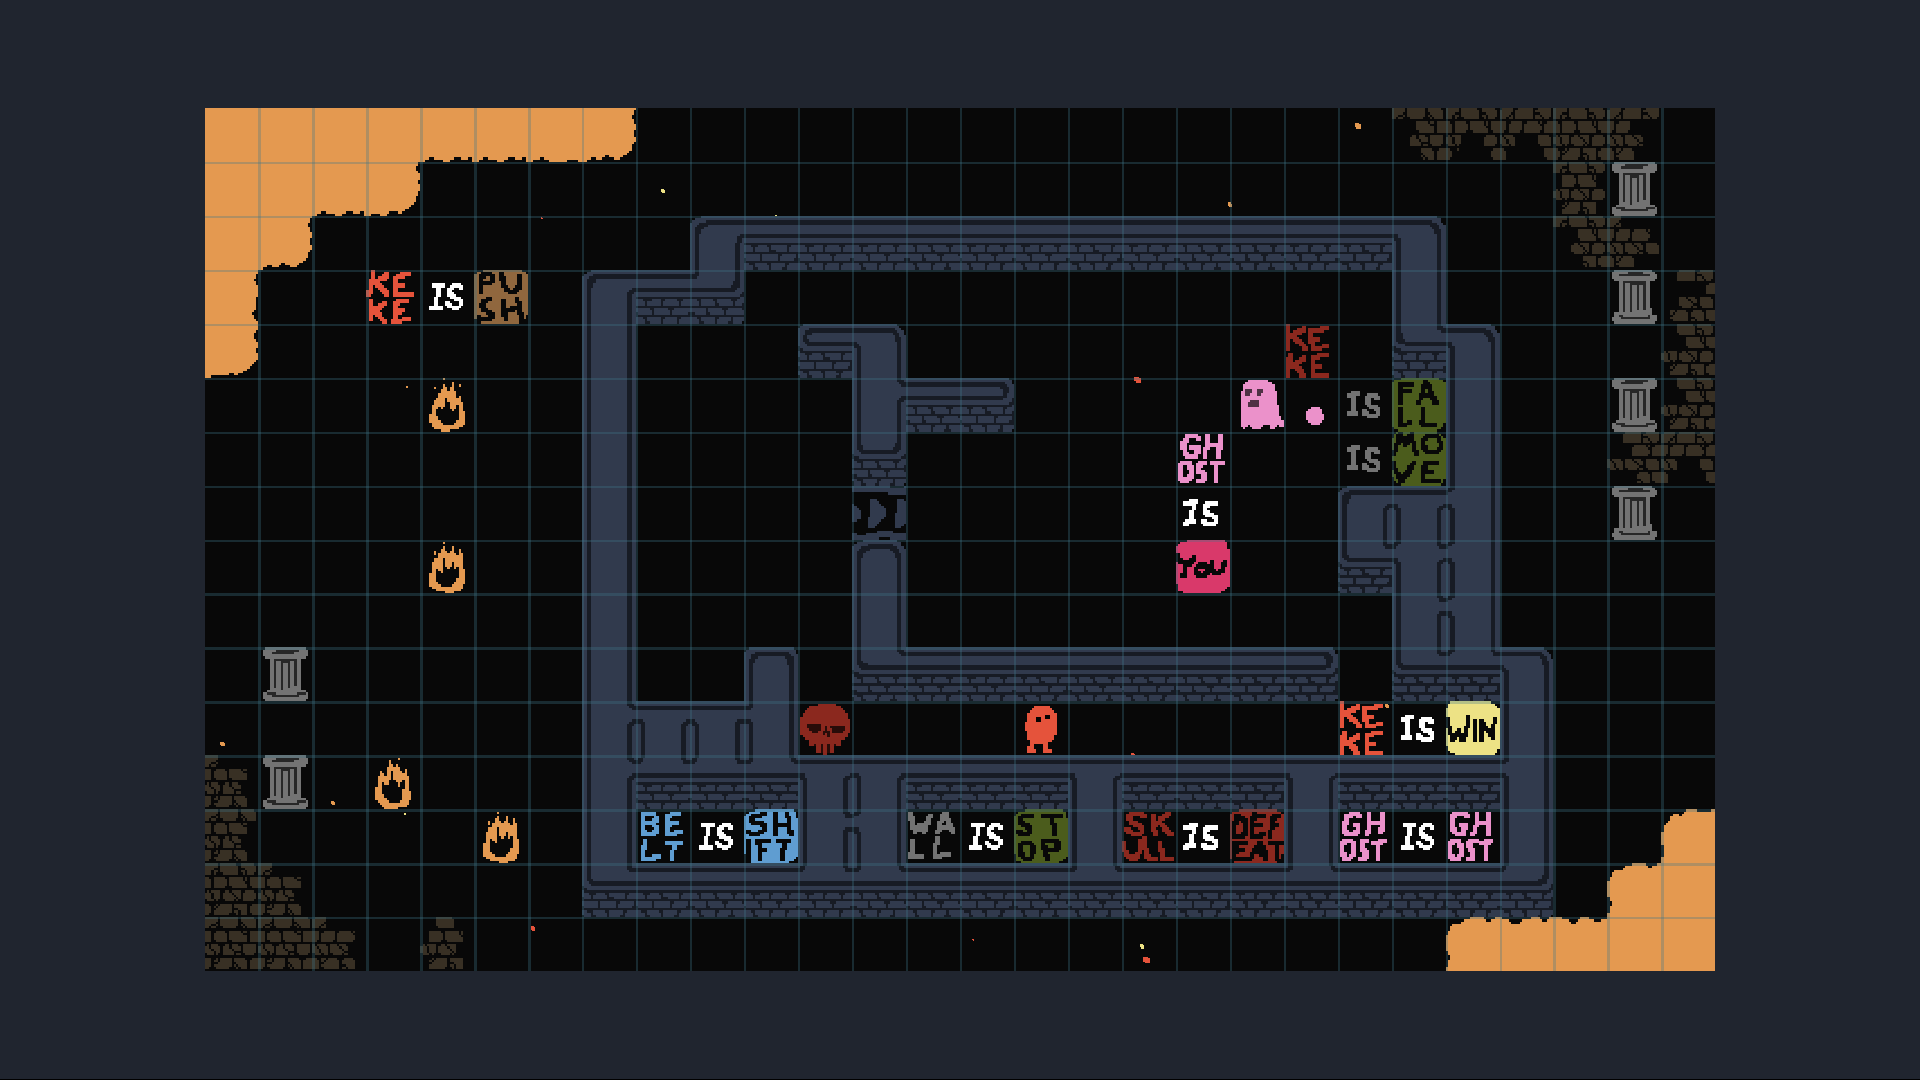 KEKE IS PUSH
KEKE
IS FALL
GHOST IS MOVE
IS
YOU
KEKE IS WIN
BELT IS SHIFT
WALL IS STOP
SKULL IS DEFEAT
GHOST IS GHOST